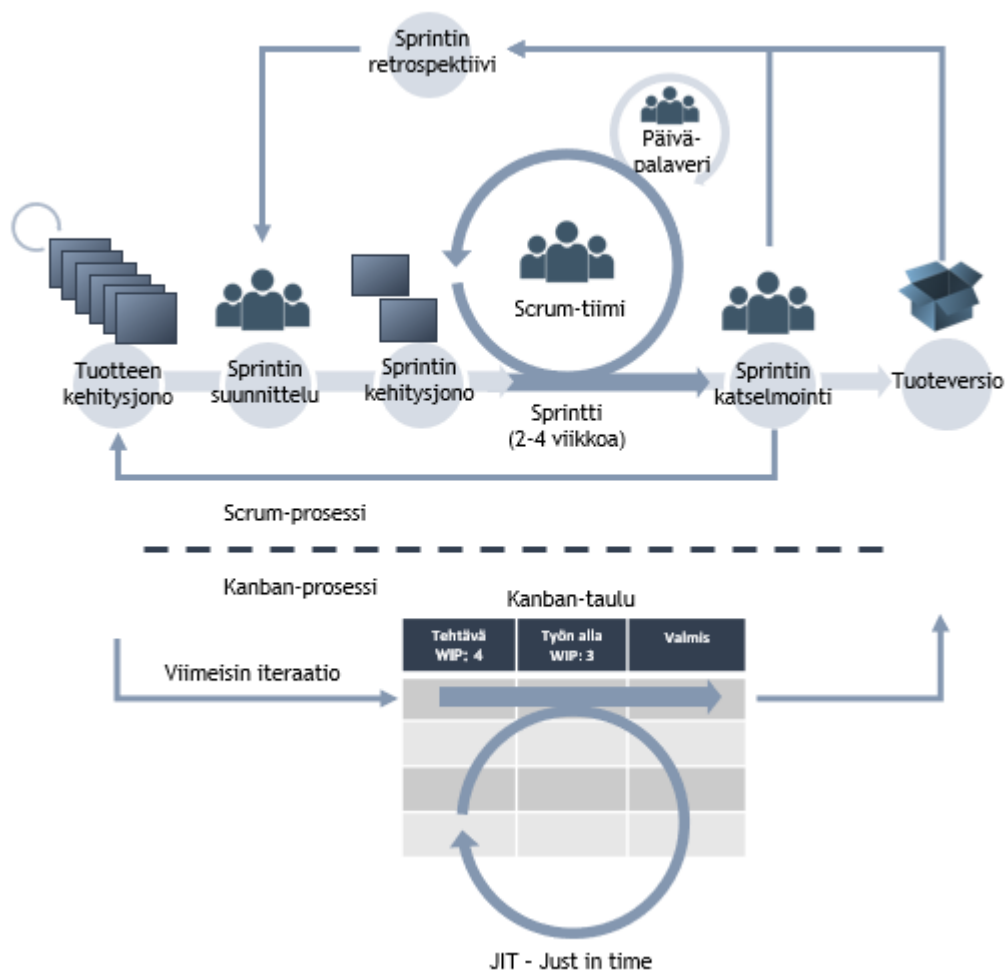 Sprintin
retrospektiivi
Päivä-
palaveri
Scrum-tiimi
Tuotteen
kehitysjono
Sprintin
suunnittelu
Sprintin
kehitysjono
Sprintti
(2-4 viikkoa)
Sprintin
katselmointi
Tuoteversio
Scrum-prosessi
Kanban-prosessi
Kanban-taulu
Tehtävä
WIP: 4
Työn alla
WIP: 3
Valmis
Viimeisin iteraatio
JIT - Just in time